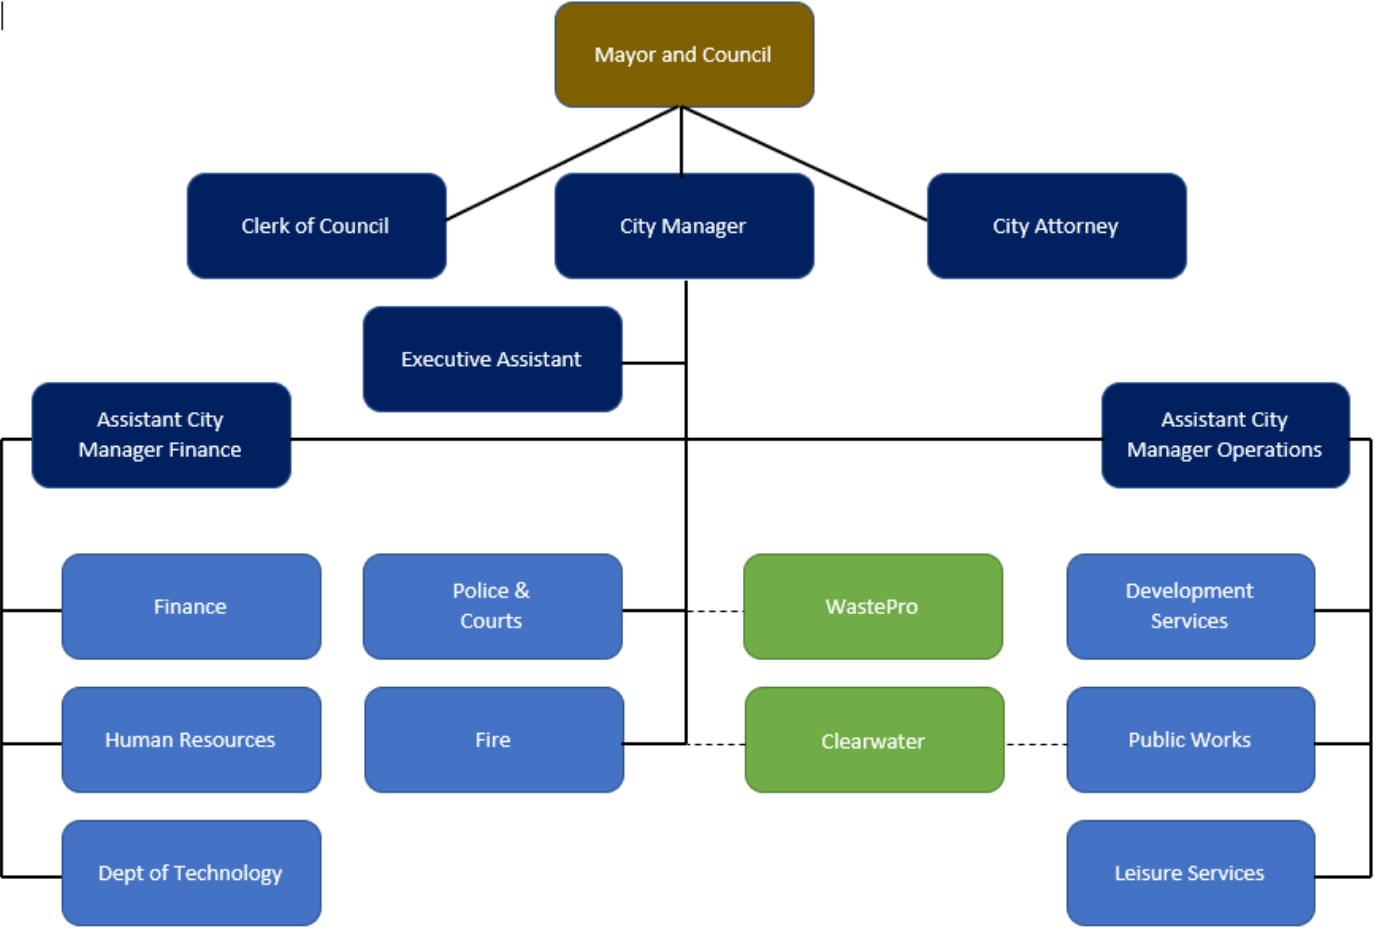 Mayor and Council
Clerk of Council
City Manager
City Attorney
Executive Assistant
Assistant City
Manager Finance
Assistant City
Manager Operations
Finance
Police &
Courts
WastePro
Development
Services
Human Resources
Fire
Clearwater
Public Works
Dept of Technology
Leisure Services